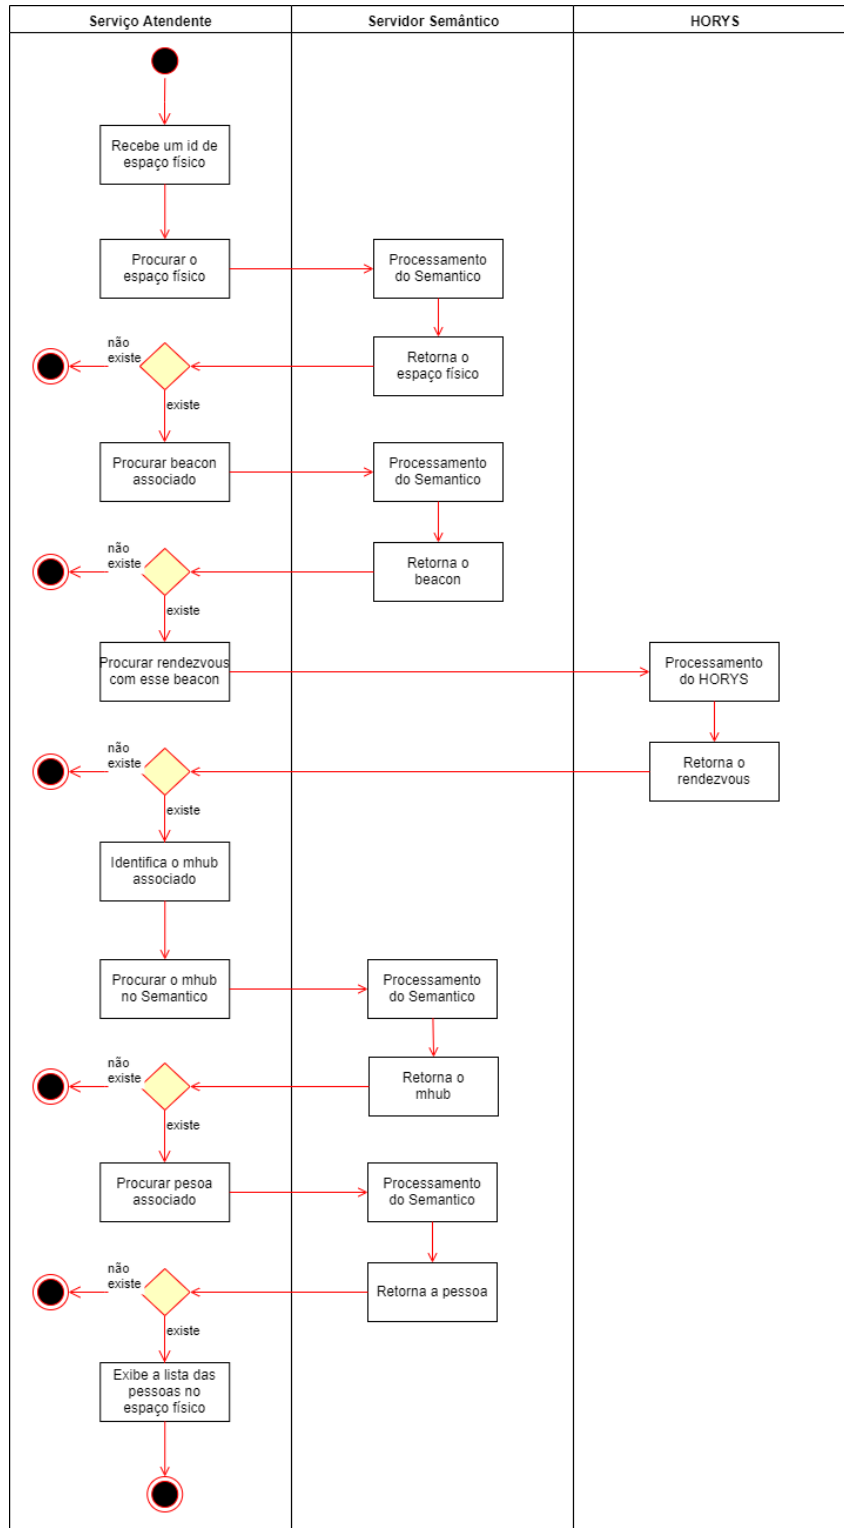 Serviço Atendente
Servidor Semântico
HORYS
Recebe um id de
espaço físico
Procurar o
espaço físico
Processamento
do Semantico
Retorna o
espaço físico
não
existe
existe
Procurar beacon
associado
Processamento
do Semantico
Retorna o
beacon
não
existe
existe
Procurar rendezvous
com esse beacon
Processamento
do HORYS
Retorna o
rendezvous
não
existe
existe
Identifica o mhub
associado
Procurar o mhub
no Semantico
Processamento
do Semantico
Retorna o
mhub
não
existe
existe
Procurar pesoa
associado
Processamento
do Semantico
Retorna a pessoa
não
existe
existe
Exibe a lista das
pessoas no
espaço físico